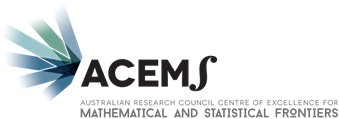 ACEMS
AUSTRALIAN RESEARCH COUNCIL CENTRE OF EXCELLENCE FOR
MATHEMATICAL AND STATISTICAL FRONTIERS